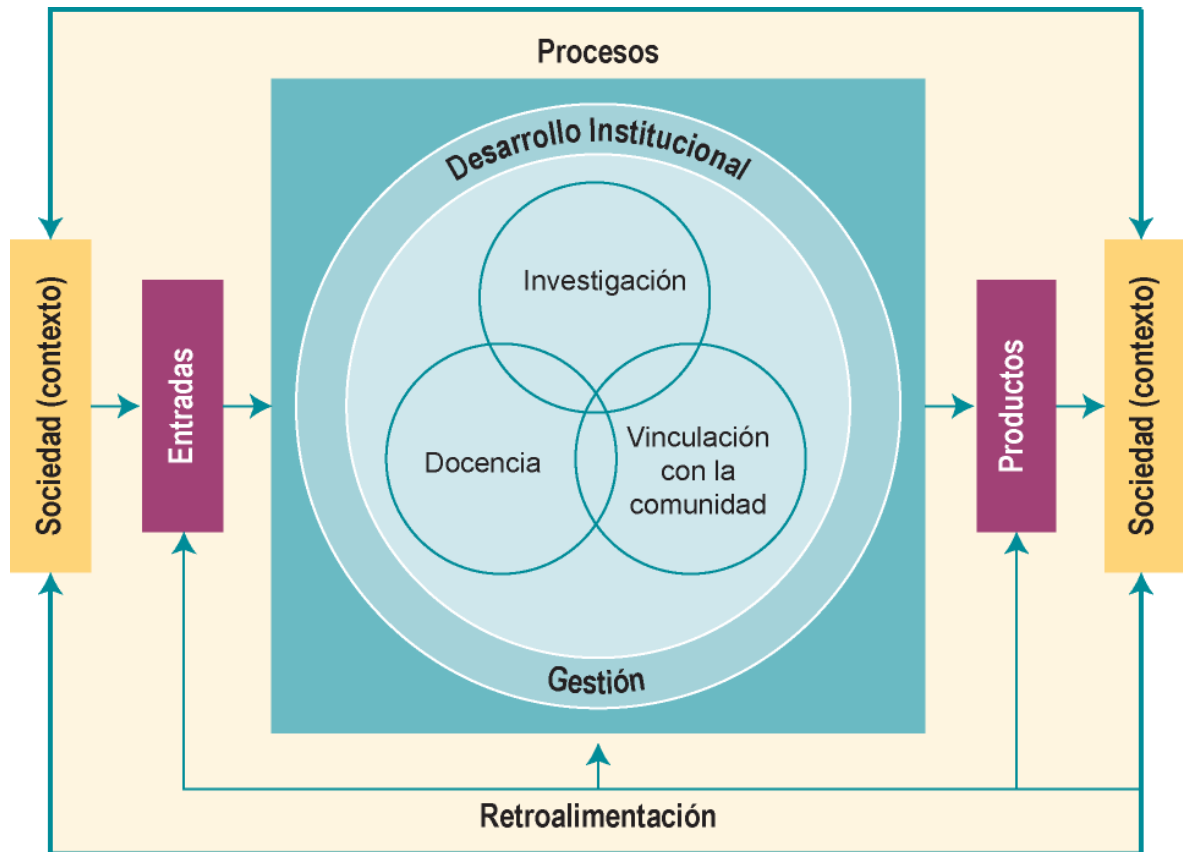 Procesos
Desarrollo Institucional
Investigación
Sociedad (contexto)
Entradas
Docencia
Vinculación
con la
comunidad
Productos
Sociedad (contexto)
Gestión
Retroalimentación